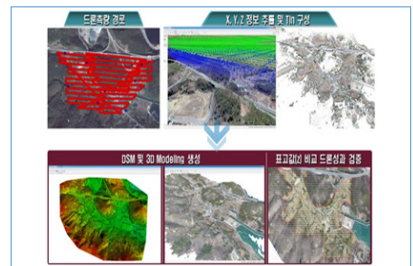 드론측량 경로
X, Y, Z 정보 추출 및 Tin 구성
DSM 및 3D Modeling 생성
표고값(z) 비교 드론성과 검증